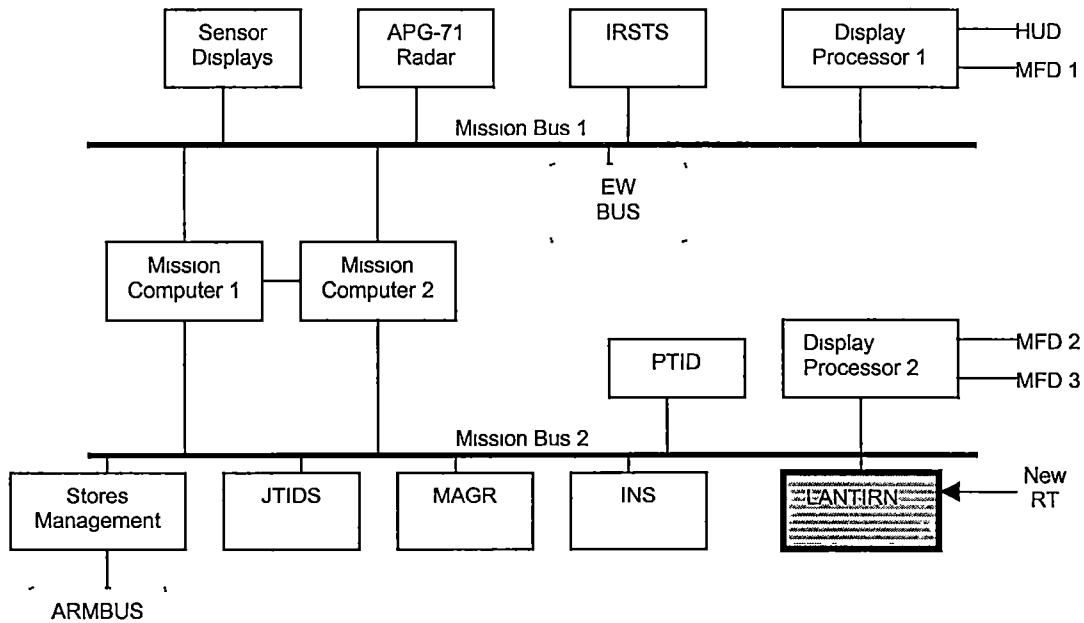 Sensor
Displays
APG-71
Radar
IRSTS
Display
Processor 1
HUD
MFD 1
Mission Bus 1
EW
BUS
Mission
Computer 1
Mission
Computer 2
PTID
Display
Processor 2
MFD 2
MFD 3
Mission Bus 2
Stores
Management
JTIDS
MAGR
INS
LANTIRN
New
RT
ARMBUS